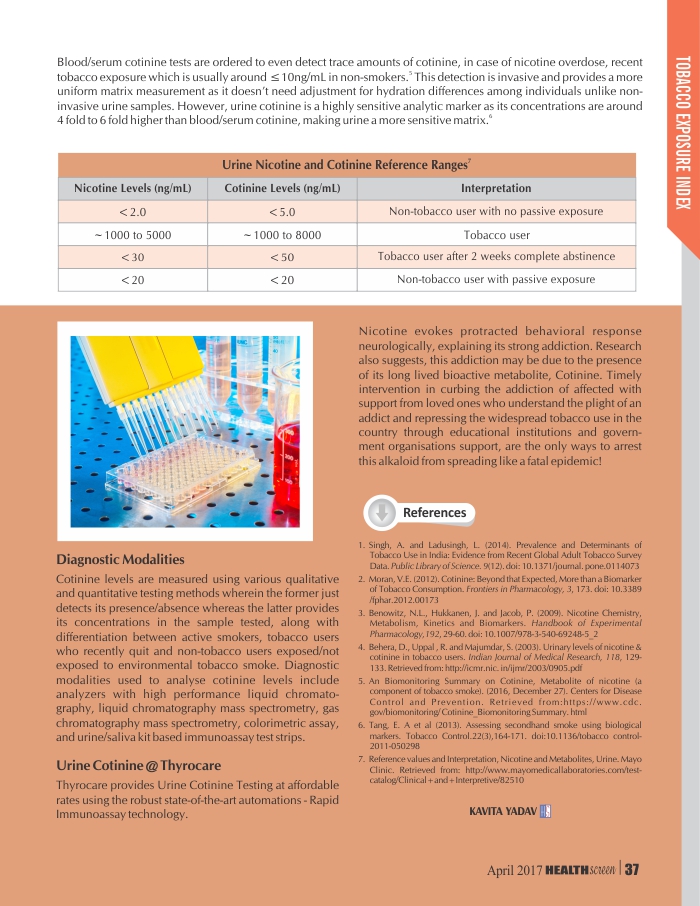 Blood/serum cotinine tests are ordered to even detect trace amounts of cotinine, in case of nicotine overdose, recent
tobacco exposure which is usually around ≤10ng/mL in non-smokers.⁵ This detection is invasive and provides a more
uniform matrix measurement as it doesn't need adjustment for hydration differences among individuals unlike non-
invasive urine samples. However, urine cotinine is a highly sensitive analytic marker as its concentrations are around
4 fold to 6 fold higher than blood/serum cotinine, making urine a more sensitive matrix.⁶
TOBACCO EXPOSURE INDEX
Urine Nicotine and Cotinine Reference Ranges⁷
Nicotine Levels (ng/mL) Cotinine Levels (ng/mL) Interpretation
<2.0 <5.0 Non-tobacco user with no passive exposure
~1000 to 5000 ~1000 to 8000 Tobacco user
<30 <50 Tobacco user after 2 weeks complete abstinence
<20 <20 Non-tobacco user with passive exposure
Diagnostic Modalities
Cotinine levels are measured using various qualitative
and quantitative testing methods wherein the former just
detects its presence/absence whereas the latter provides
its concentrations in the sample tested, along with
differentiation between active smokers, tobacco users
who recently quit and non-tobacco users exposed/not
exposed to environmental tobacco smoke. Diagnostic
modalities used to analyse cotinine levels include
analyzers with high performance liquid chromato-
graphy, liquid chromatography mass spectrometry, gas
chromatography mass spectrometry, colorimetric assay,
and urine/saliva kit based immunoassay test strips.
Urine Cotinine @ Thyrocare
Thyrocare provides Urine Cotinine Testing at affordable
rates using the robust state-of-the-art automations - Rapid
Immunoassay technology.
Nicotine evokes protracted behavioral response
neurologically, explaining its strong addiction. Research
also suggests, this addiction may be due to the presence
of its long lived bioactive metabolite, Cotinine. Timely
intervention in curbing the addiction of affected with
support from loved ones who understand the plight of an
addict and repressing the widespread tobacco use in the
country through educational institutions and govern-
ment organisations support, are the only ways to arrest
this alkaloid from spreading like a fatal epidemic!
References
1. Singh, A. and Ladusingh, L. (2014). Prevalence and Determinants of
Tobacco Use in India: Evidence from Recent Global Adult Tobacco Survey
Data. Public Library of Science. 9(12). doi: 10.1371/journal. pone.0114073
2. Moran, V.E. (2012). Cotinine: Beyond that Expected, More than a Biomarker
of Tobacco Consumption. Frontiers in Pharmacology, 3, 173. doi: 10.3389
/fphar.2012.00173
3. Benowitz, N.L., Hukkanen, J. and Jacob, P. (2009). Nicotine Chemistry,
Metabolism, Kinetics and Biomarkers. Handbook of Experimental
Pharmacology,192, 29-60. doi: 10.1007/978-3-540-69248-5_2
4. Behera, D., Uppal , R. and Majumdar, S. (2003). Urinary levels of nicotine &
cotinine in tobacco users. Indian Journal of Medical Research, 118, 129-
133. Retrieved from: http://icmr.nic. in/ijmr/2003/0905.pdf
5. An Biomonitoring Summary on Cotinine, Metabolite of nicotine (a
component of tobacco smoke). (2016, December 27). Centers for Disease
Control and Prevention. Retrieved from:https://www.cdc.
gov/biomonitoring/ Cotinine_Biomonitoring Summary. html
6. Tang, E. A et al (2013). Assessing secondhand smoke using biological
markers. Tobacco Control.22(3),164-171. doi:10.1136/tobacco control-
2011-050298
7. Reference values and Interpretation, Nicotine and Metabolites, Urine. Mayo
Clinic. Retrieved from: http://www.mayomedicallaboratories.com/test-
catalog/Clinical+and+Interpretive/82510
KAVITA YADAV
April 2017 HEALTHscreen | 37